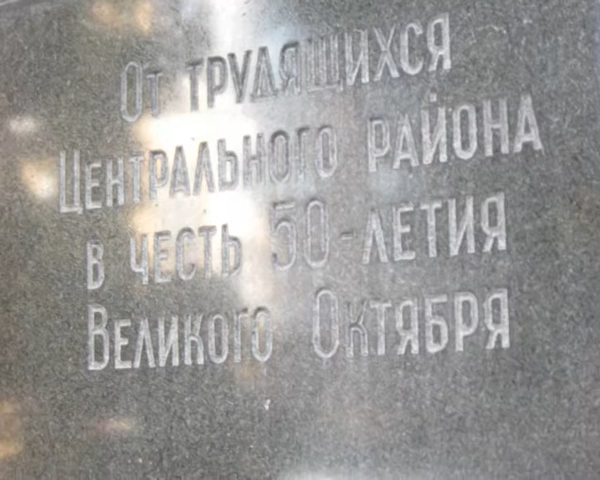 От трудящихся
Центрального района
в честь 50-летия
Великого Октября